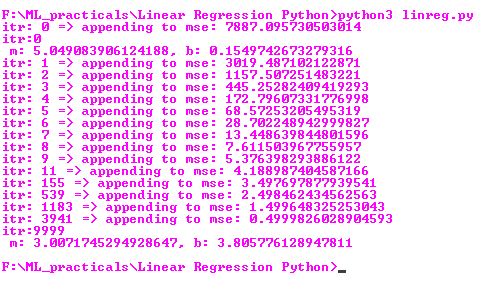 F:\ML_practicals\Linear Regression Python>python3 linreg.py
itr: 0 => appending to mse: 7887.095730503014
itr:0
m: 5.049083906124188, b: 0.1549742673279316
itr: 1 => appending to mse: 3019.487102122871
itr: 2 => appending to mse: 1157.507251483221
itr: 3 => appending to mse: 445.25282409419293
itr: 4 => appending to mse: 172.79607331776998
itr: 5 => appending to mse: 68.57253205495319
itr: 6 => appending to mse: 28.702248942999827
itr: 7 => appending to mse: 13.448639844801596
itr: 8 => appending to mse: 7.611503967755957
itr: 9 => appending to mse: 5.376398293886122
itr: 11 => appending to mse: 4.188987404587166
itr: 155 => appending to mse: 3.497697877939541
itr: 539 => appending to mse: 2.498462434562563
itr: 1183 => appending to mse: 1.499648325253043
itr: 3941 => appending to mse: 0.4999826028904593
itr:9999
m: 3.0071745294928647, b: 3.805776128947811
F:\ML_practicals\Linear Regression Python>